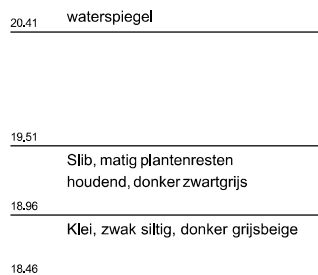 20.41
waterspiegel
19.51
Slib, matig plantenresten
houdend, donker zwartgrijs
18.96
Klei, zwak siltig, donker grijsbeige
18.46